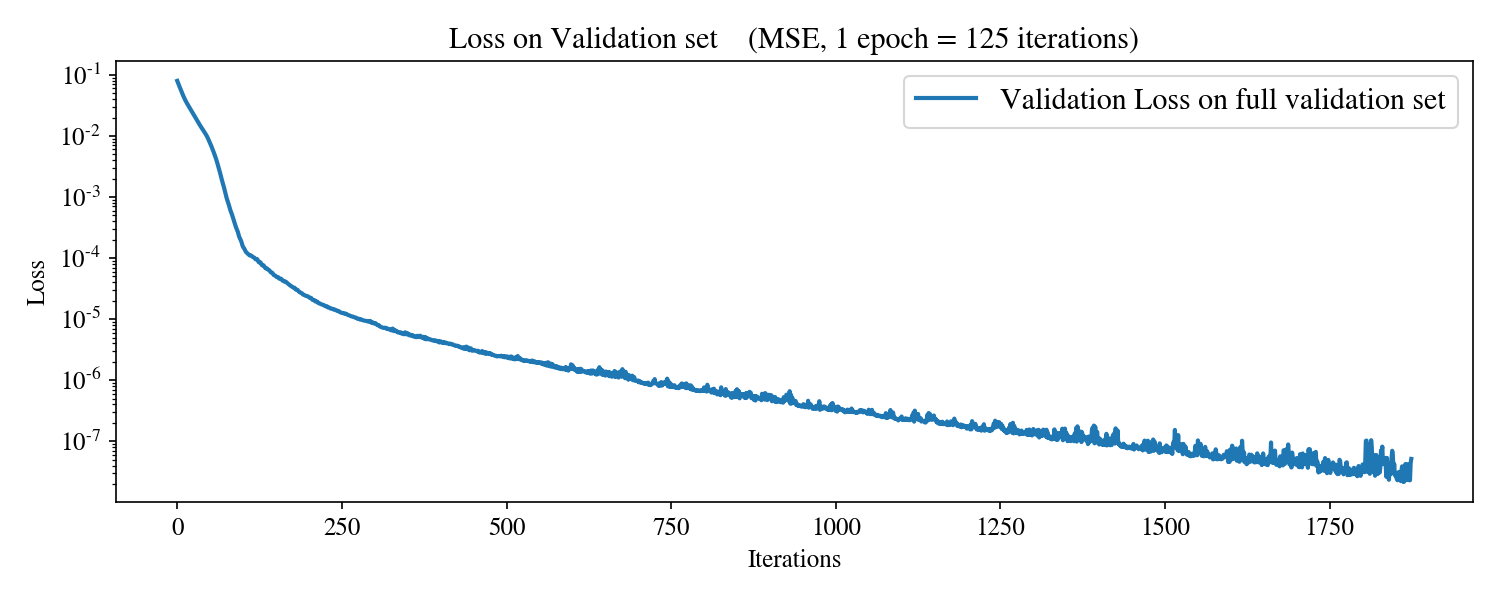 Loss on Validation set    (MSE, 1 epoch = 125 iterations)
Validation Loss on full validation set
Loss
10^-1
10^-2
10^-3
10^-4
10^-5
10^-6
10^-7
0 250 500 750 1000 1250 1500 1750
Iterations